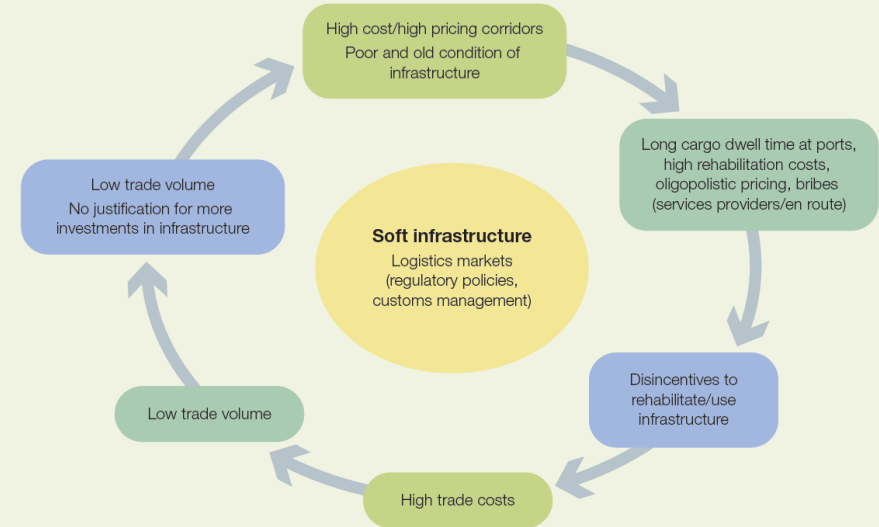 High cost/high pricing corridors
Poor and old condition of
infrastructure
Long cargo dwell time at ports,
high rehabilitation costs,
oligopolistic pricing, bribes
(services providers/en route)
Disincentives to
rehabilitate/use
infrastructure
High trade costs
Low trade volume
Low trade volume
No justification for more
investments in infrastructure
Soft infrastructure
Logistics markets
(regulatory policies,
customs management)